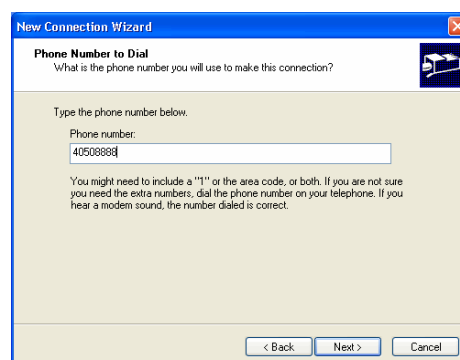 New Connection Wizard
Phone Number to Dial
What is the phone number you will use to make this connection?
Type the phone number below.
Phone number:
40508888
You might need to include a "1" or the area code, or both. If you are not sure
you need the extra numbers, dial the phone number on your telephone. If you
hear a modem sound, the number dialed is correct.
< Back
Next >
Cancel